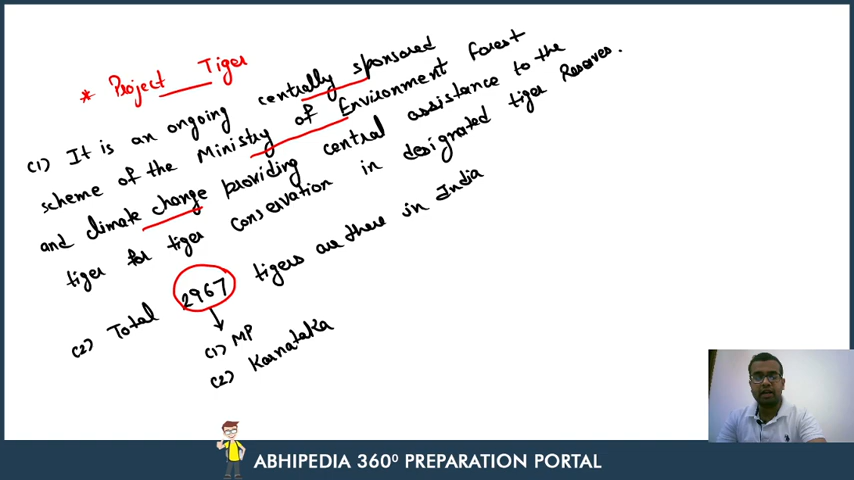 * Project Tiger
(1) It is an ongoing centrally sponsored
scheme of the Ministry of Environment Forest
and climate change providing central assistance to the
tiger for tiger conservation in designated tiger Reserves.
(2) Total 2967 tigers are there in India
(1) MP
(2) Karnataka
ABHIPEDIA 360⁰ PREPARATION PORTAL